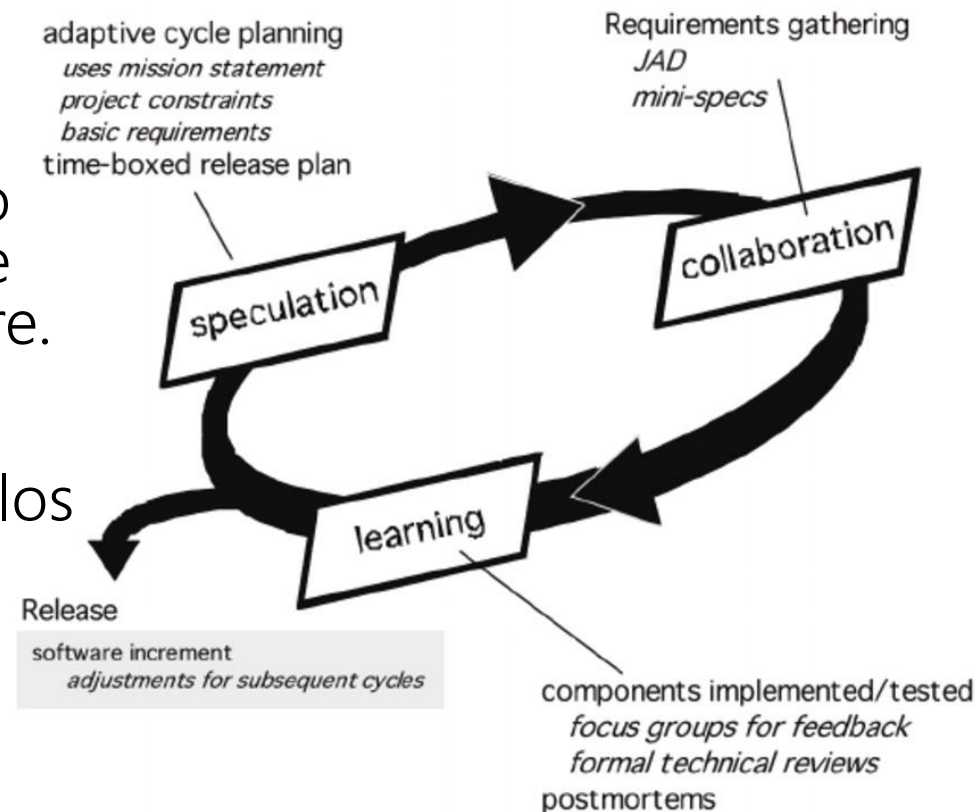 adaptive cycle planning
uses mission statement
project constraints
basic requirements
time-boxed release plan
Requirements gathering
JAD
mini-specs
o
e
re.
los
speculation
collaboration
learning
Release
software increment
adjustments for subsequent cycles
components implemented/tested
focus groups for feedback
formal technical reviews
postmortems